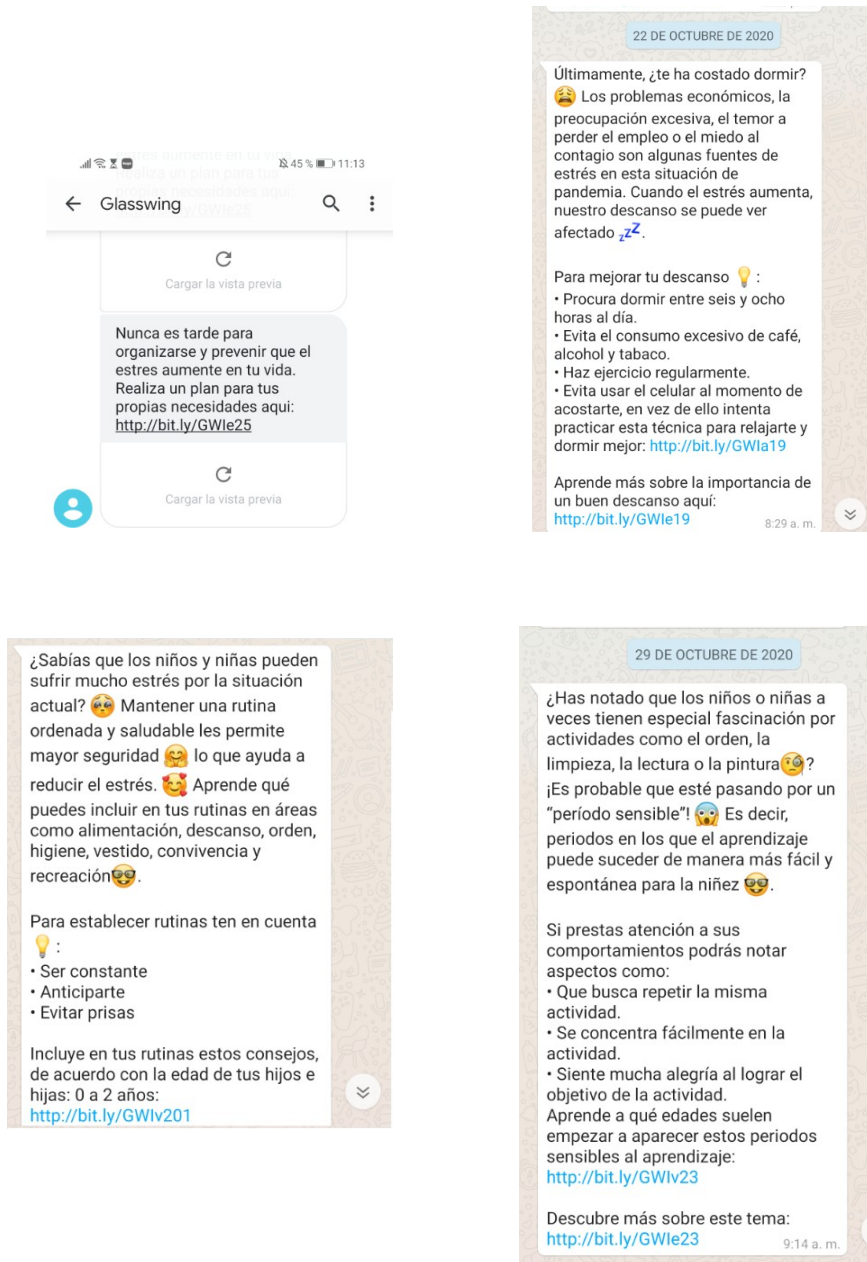 45 % 11:13
Glasswing
Cargar la vista previa
Nunca es tarde para
organizarse y prevenir que el
estres aumente en tu vida.
Realiza un plan para tus
propias necesidades aqui:
http://bit.ly/GWIe25
Cargar la vista previa
22 DE OCTUBRE DE 2020
Últimamente, ¿te ha costado dormir?
😩 Los problemas económicos, la
preocupación excesiva, el temor a
perder el empleo o el miedo al
contagio son algunas fuentes de
estrés en esta situación de
pandemia. Cuando el estrés aumenta,
nuestro descanso se puede ver
afectado 💤.
Para mejorar tu descanso 💡 :
• Procura dormir entre seis y ocho
horas al día.
• Evita el consumo excesivo de café,
alcohol y tabaco.
• Haz ejercicio regularmente.
• Evita usar el celular al momento de
acostarte, en vez de ello intenta
practicar esta técnica para relajarte y
dormir mejor: http://bit.ly/GWIa19
Aprende más sobre la importancia de
un buen descanso aquí:
http://bit.ly/GWIe19
8:29 a. m.
¿Sabías que los niños y niñas pueden
sufrir mucho estrés por la situación
actual? 🥺 Mantener una rutina
ordenada y saludable les permite
mayor seguridad 🤗 lo que ayuda a
reducir el estrés. 🥰 Aprende qué
puedes incluir en tus rutinas en áreas
como alimentación, descanso, orden,
higiene, vestido, convivencia y
recreación🤓.
Para establecer rutinas ten en cuenta
💡 :
• Ser constante
• Anticiparte
• Evitar prisas
Incluye en tus rutinas estos consejos,
de acuerdo con la edad de tus hijos e
hijas: 0 a 2 años:
http://bit.ly/GWIv201
29 DE OCTUBRE DE 2020
¿Has notado que los niños o niñas a
veces tienen especial fascinación por
actividades como el orden, la
limpieza, la lectura o la pintura🧐?
¡Es probable que esté pasando por un
“período sensible”! 😱 Es decir,
periodos en los que el aprendizaje
puede suceder de manera más fácil y
espontánea para la niñez 🤓.
Si prestas atención a sus
comportamientos podrás notar
aspectos como:
• Que busca repetir la misma
actividad.
• Se concentra fácilmente en la
actividad.
• Siente mucha alegría al lograr el
objetivo de la actividad.
Aprende a qué edades suelen
empezar a aparecer estos periodos
sensibles al aprendizaje:
http://bit.ly/GWIv23
Descubre más sobre este tema:
http://bit.ly/GWIe23
9:14 a. m.